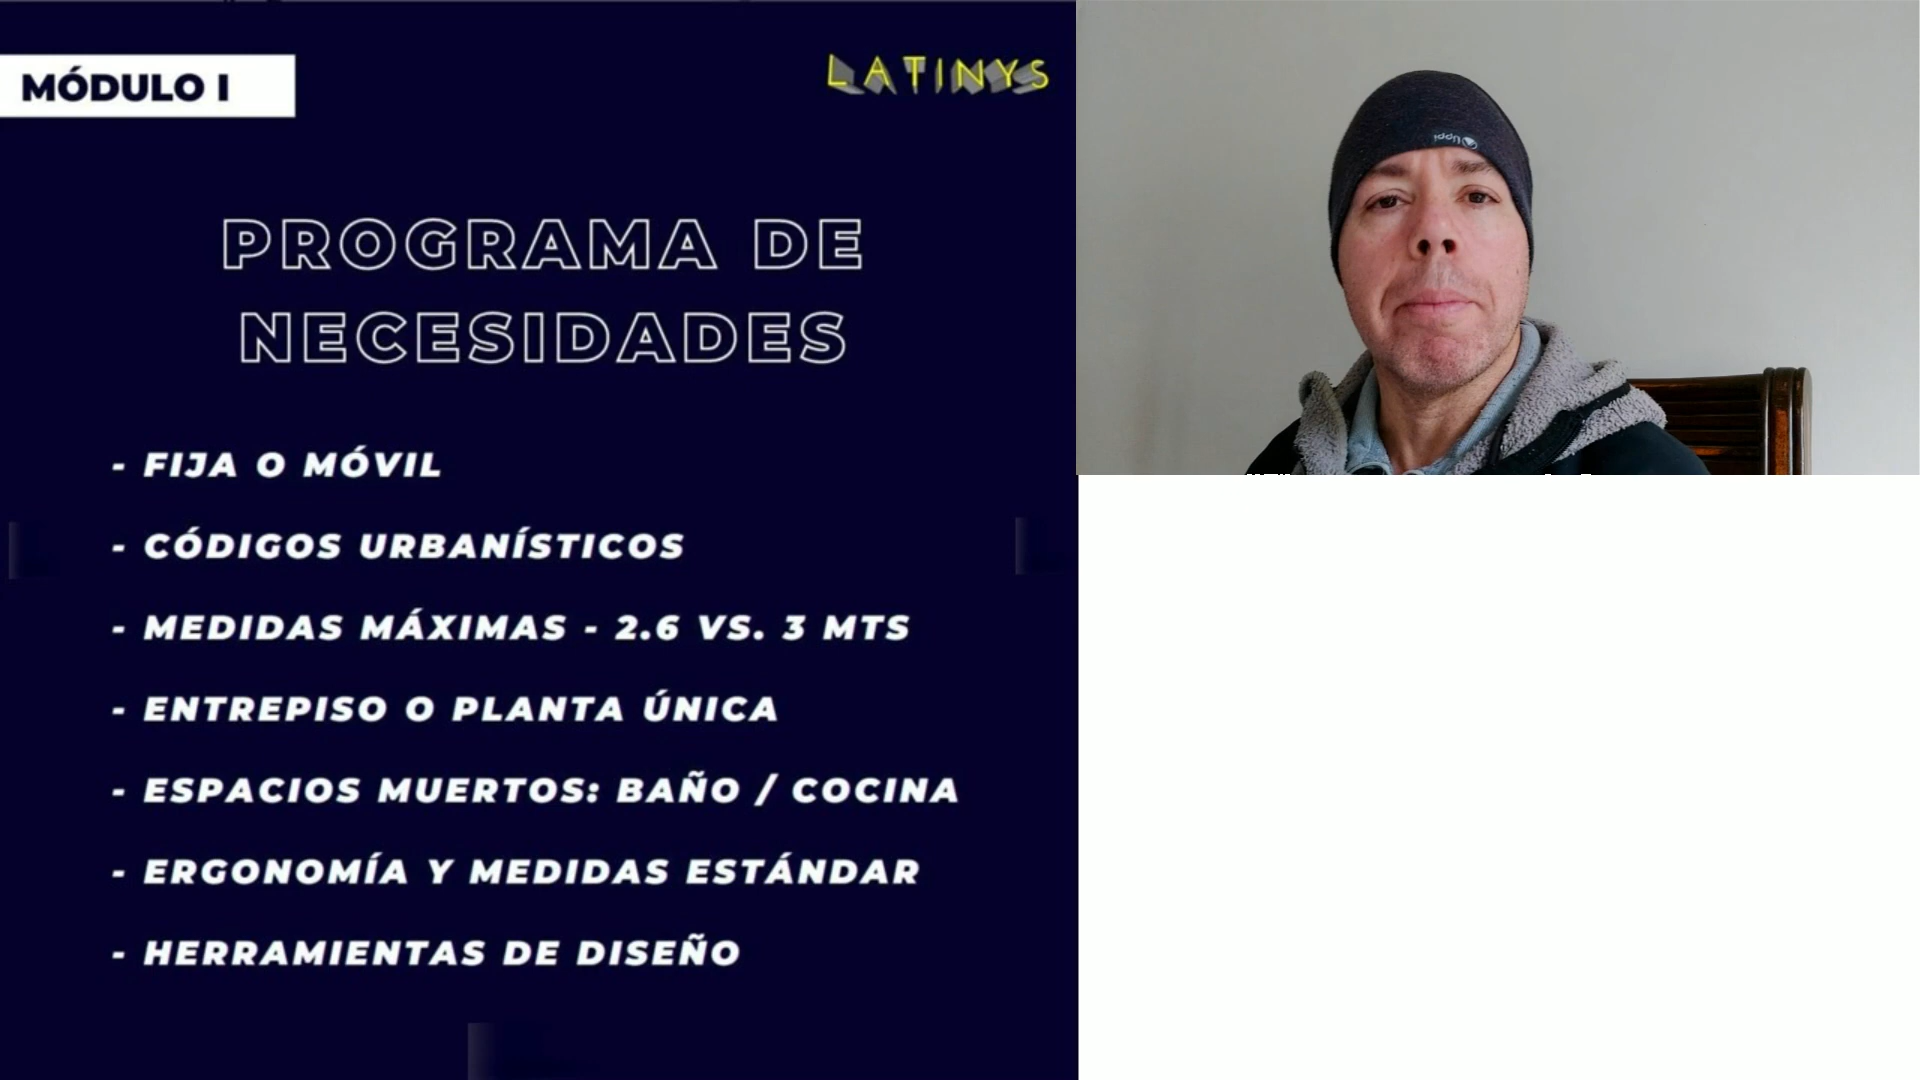 MÓDULO I
LATINYS
PROGRAMA DE
NECESIDADES
- FIJA O MÓVIL
- CÓDIGOS URBANÍSTICOS
- MEDIDAS MÁXIMAS - 2.6 VS. 3 MTS
- ENTREPISO O PLANTA ÚNICA
- ESPACIOS MUERTOS: BAÑO / COCINA
- ERGONOMÍA Y MEDIDAS ESTÁNDAR
- HERRAMIENTAS DE DISEÑO
Uppi